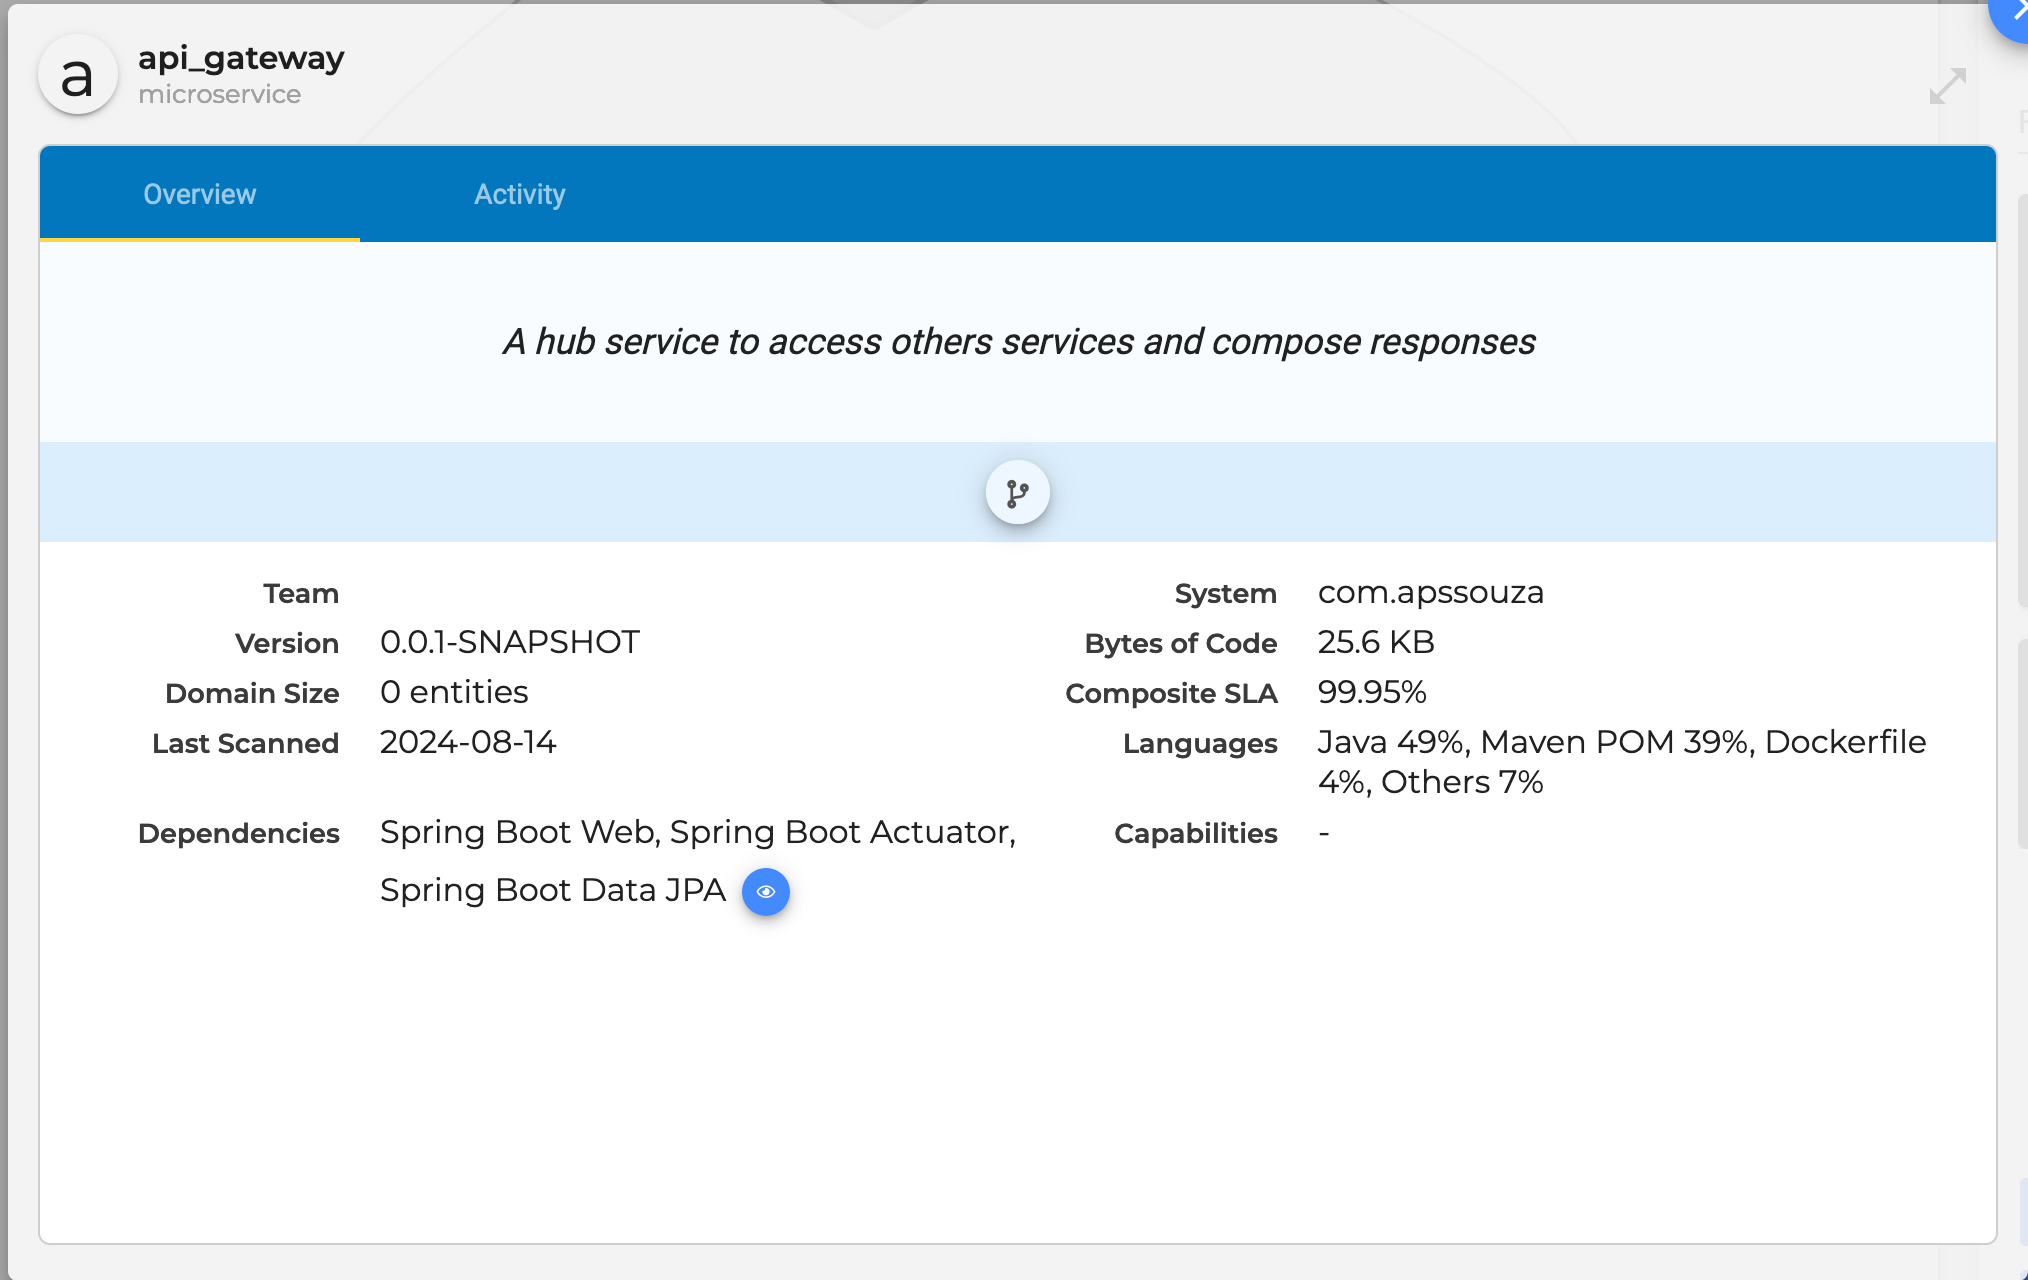 a
api_gateway
microservice
Overview
Activity
A hub service to access others services and compose responses
Team
System
com.apssouza
Version
0.0.1-SNAPSHOT
Bytes of Code
25.6 KB
Domain Size
0 entities
Composite SLA
99.95%
Last Scanned
2024-08-14
Languages
Java 49%, Maven POM 39%, Dockerfile
4%, Others 7%
Dependencies
Spring Boot Web, Spring Boot Actuator,
Spring Boot Data JPA
Capabilities
-